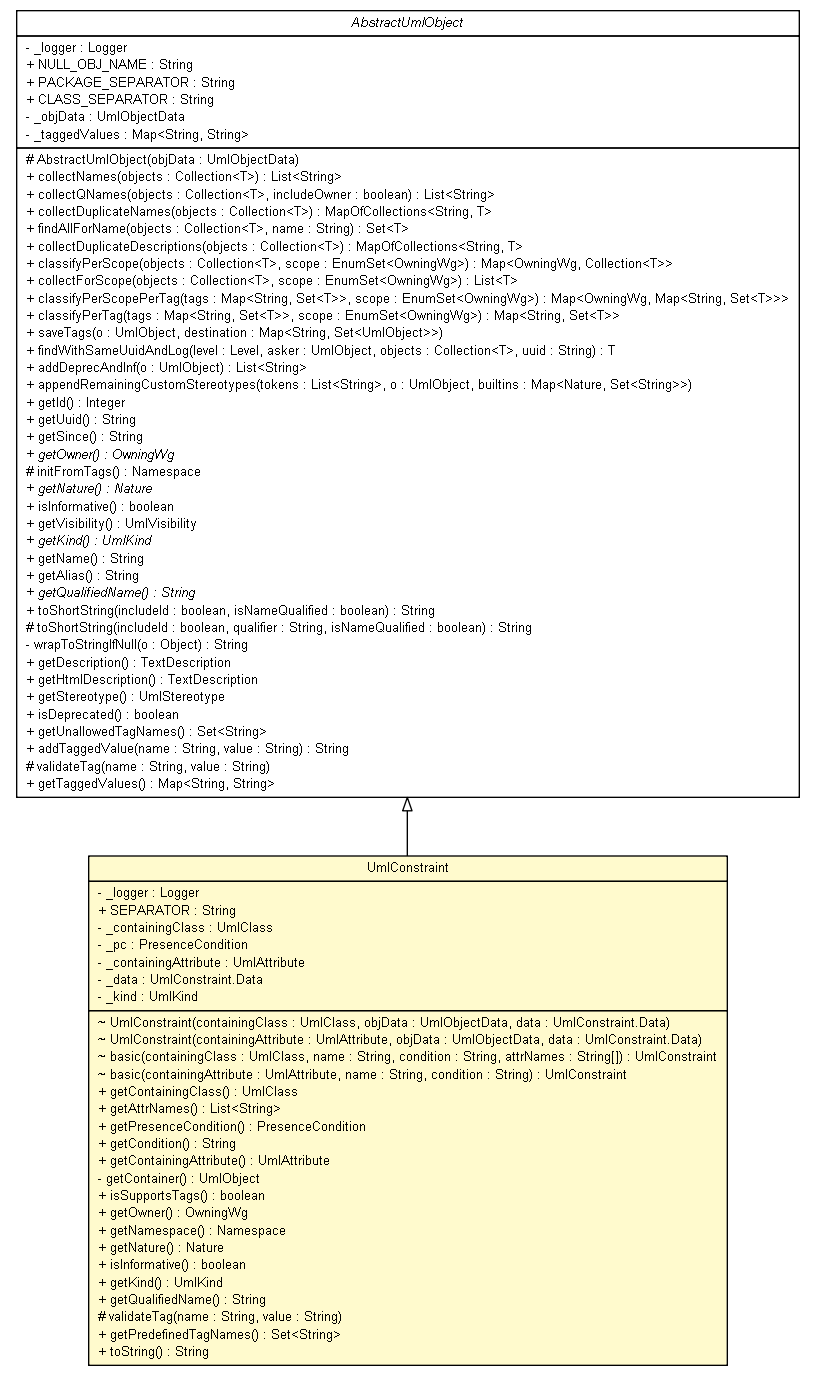 AbstractUmlObject
- _logger : Logger
+ NULL_OBJ_NAME : String
+ PACKAGE_SEPARATOR : String
+ CLASS_SEPARATOR : String
- _objData : UmlObjectData
- _taggedValues : Map<String, String>
# AbstractUmlObject(objData : UmlObjectData)
+ collectNames(objects : Collection<T>) : List<String>
+ collectQNames(objects : Collection<T>, includeOwner : boolean) : List<String>
+ collectDuplicateNames(objects : Collection<T>) : MapOfCollections<String, T>
+ findAllForName(objects : Collection<T>, name : String) : Set<T>
+ collectDuplicateDescriptions(objects : Collection<T>) : MapOfCollections<String, T>
+ classifyPerScope(objects : Collection<T>, scope : EnumSet<OwningWg>) : Map<OwningWg, Collection<T>>
+ collectForScope(objects : Collection<T>, scope : EnumSet<OwningWg>) : List<T>
+ classifyPerScopePerTag(tags : Map<String, Set<T>>, scope : EnumSet<OwningWg>) : Map<OwningWg, Map<String, Set<T>>>
+ classifyPerTag(tags : Map<String, Set<T>>, scope : EnumSet<OwningWg>) : Map<String, Set<T>>
+ saveTags(o : UmlObject, destination : Map<String, Set<UmlObject>>)
+ findWithSameUuidAndLog(level : Level, asker : UmlObject, objects : Collection<T>, uuid : String) : T
+ addDeprecAndInf(o : UmlObject) : List<String>
+ appendRemainingCustomStereotypes(tokens : List<String>, o : UmlObject, builtins : Map<Nature, Set<String>>)
+ getId() : Integer
+ getUuid() : String
+ getSince() : String
+ getOwner() : OwningWg
# initFromTags() : Namespace
+ getNature() : Nature
+ isInformative() : boolean
+ getVisibility() : UmlVisibility
+ getKind() : UmlKind
+ getName() : String
+ getAlias() : String
+ getQualifiedName() : String
+ toShortString(includeId : boolean, isNameQualified : boolean) : String
# toShortString(includeId : boolean, qualifier : String, isNameQualified : boolean) : String
- wrapToStringIfNull(o : Object) : String
+ getDescription() : TextDescription
+ getHtmlDescription() : TextDescription
+ getStereotype() : UmlStereotype
+ isDeprecated() : boolean
+ getUnallowedTagNames() : Set<String>
+ addTaggedValue(name : String, value : String) : String
# validateTag(name : String, value : String)
+ getTaggedValues() : Map<String, String>
UmlConstraint
- _logger : Logger
+ SEPARATOR : String
- _containingClass : UmlClass
- _pc : PresenceCondition
- _containingAttribute : UmlAttribute
- _data : UmlConstraint.Data
- _kind : UmlKind
~ UmlConstraint(containingClass : UmlClass, objData : UmlObjectData, data : UmlConstraint.Data)
~ UmlConstraint(containingAttribute : UmlAttribute, objData : UmlObjectData, data : UmlConstraint.Data)
~ basic(containingClass : UmlClass, name : String, condition : String, attrNames : String[]) : UmlConstraint
~ basic(containingAttribute : UmlAttribute, name : String, condition : String) : UmlConstraint
+ getContainingClass() : UmlClass
+ getAttrNames() : List<String>
+ getPresenceCondition() : PresenceCondition
+ getCondition() : String
+ getContainingAttribute() : UmlAttribute
- getContainer() : UmlObject
+ isSupportsTags() : boolean
+ getOwner() : OwningWg
+ getNamespace() : Namespace
+ getNature() : Nature
+ isInformative() : boolean
+ getKind() : UmlKind
+ getQualifiedName() : String
# validateTag(name : String, value : String)
+ getPredefinedTagNames() : Set<String>
+ toString() : String